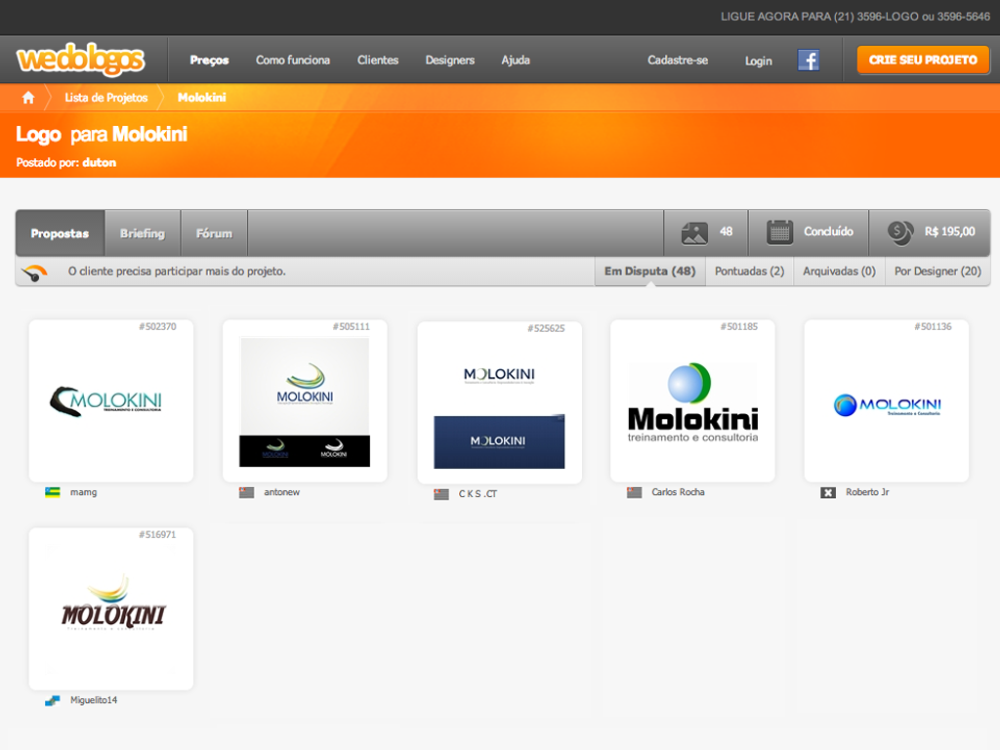 LIGUE AGORA PARA (21) 3596-LOGO ou 3596-5646
wedologos
Preços Como funciona Clientes Designers Ajuda Cadastre-se Login f CRIE SEU PROJETO
Lista de Projetos Molokini
Logo para Molokini
Postado por: duton
Propostas Briefing Fórum 48 Concluído R$ 195,00
O cliente precisa participar mais do projeto. Em Disputa (48) Pontuadas (2) Arquivadas (0) Por Designer (20)
#502370 #505111 #525625 #501185 #501136
MOLOKINI
TREINAMENTO E CONSULTORIA
MOLOKINI
MOLOKINI MOLOKINI
MOLOKINI
MOLOKINI
Molokini
treinamento e consultoria
MOLOKINI
Treinamento e Consultoria
mamg antonew C K S .CT Carlos Rocha Roberto Jr
#516971
MOLOKINI
treinamento e consultoria
Miguelito14